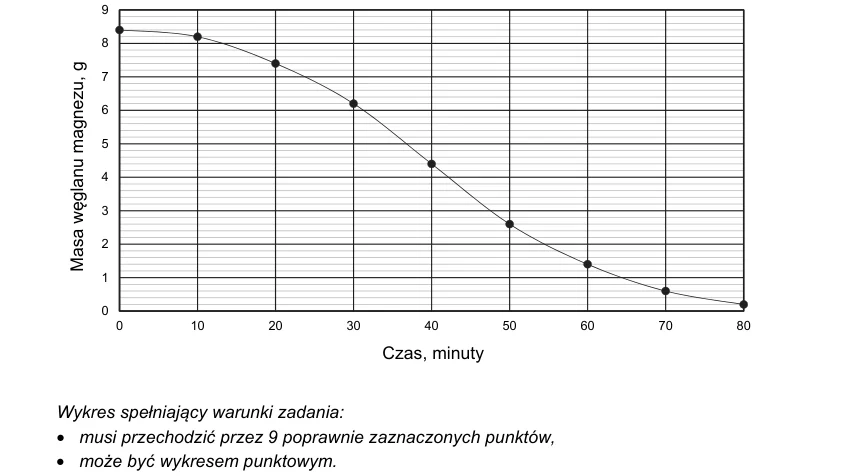 9
8
7
6
5
4
3
2
1
0
Masa węglanu magnezu, g
0 10 20 30 40 50 60 70 80
Czas, minuty
Wykres spełniający warunki zadania:
• musi przechodzić przez 9 poprawnie zaznaczonych punktów,
• może być wykresem punktowym.